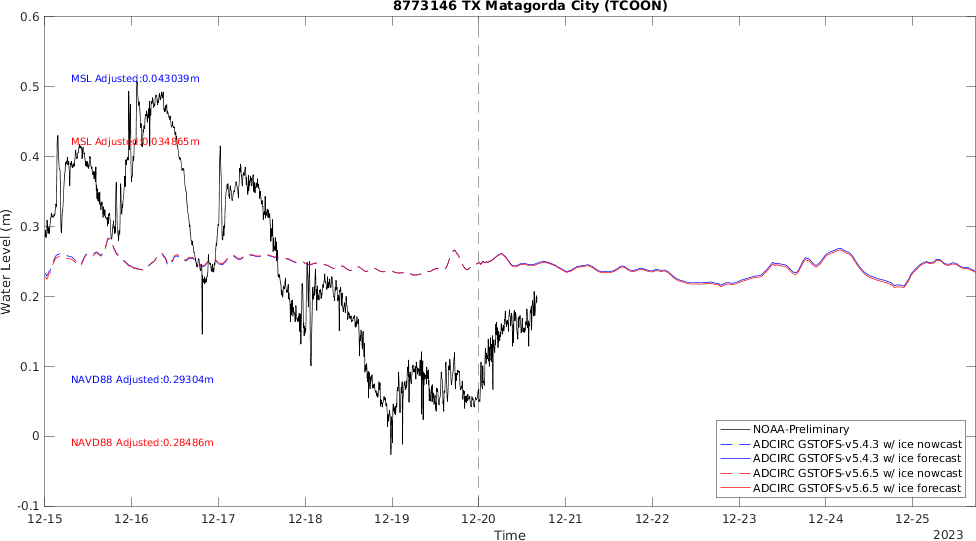 8773146 TX Matagorda City (TCOON)
0.6
0.5
0.4
0.3
0.2
0.1
0
-0.1
Water Level (m)
MSL Adjusted:0.043039m
MSL Adjusted:0.034865m
NAVD88 Adjusted:0.29304m
NAVD88 Adjusted:0.28486m
NOAA-Preliminary
ADCIRC GSTOFS-v5.4.3 w/ ice nowcast
ADCIRC GSTOFS-v5.4.3 w/ ice forecast
ADCIRC GSTOFS-v5.6.5 w/ ice nowcast
ADCIRC GSTOFS-v5.6.5 w/ ice forecast
12-15 12-16 12-17 12-18 12-19 12-20 12-21 12-22 12-23 12-24 12-25
Time
2023